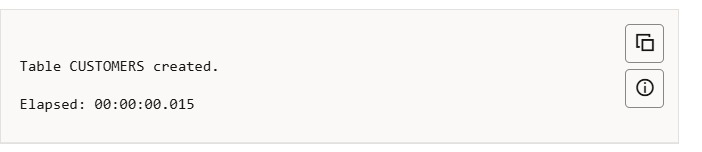 Table CUSTOMERS created.
Elapsed: 00:00:00.015